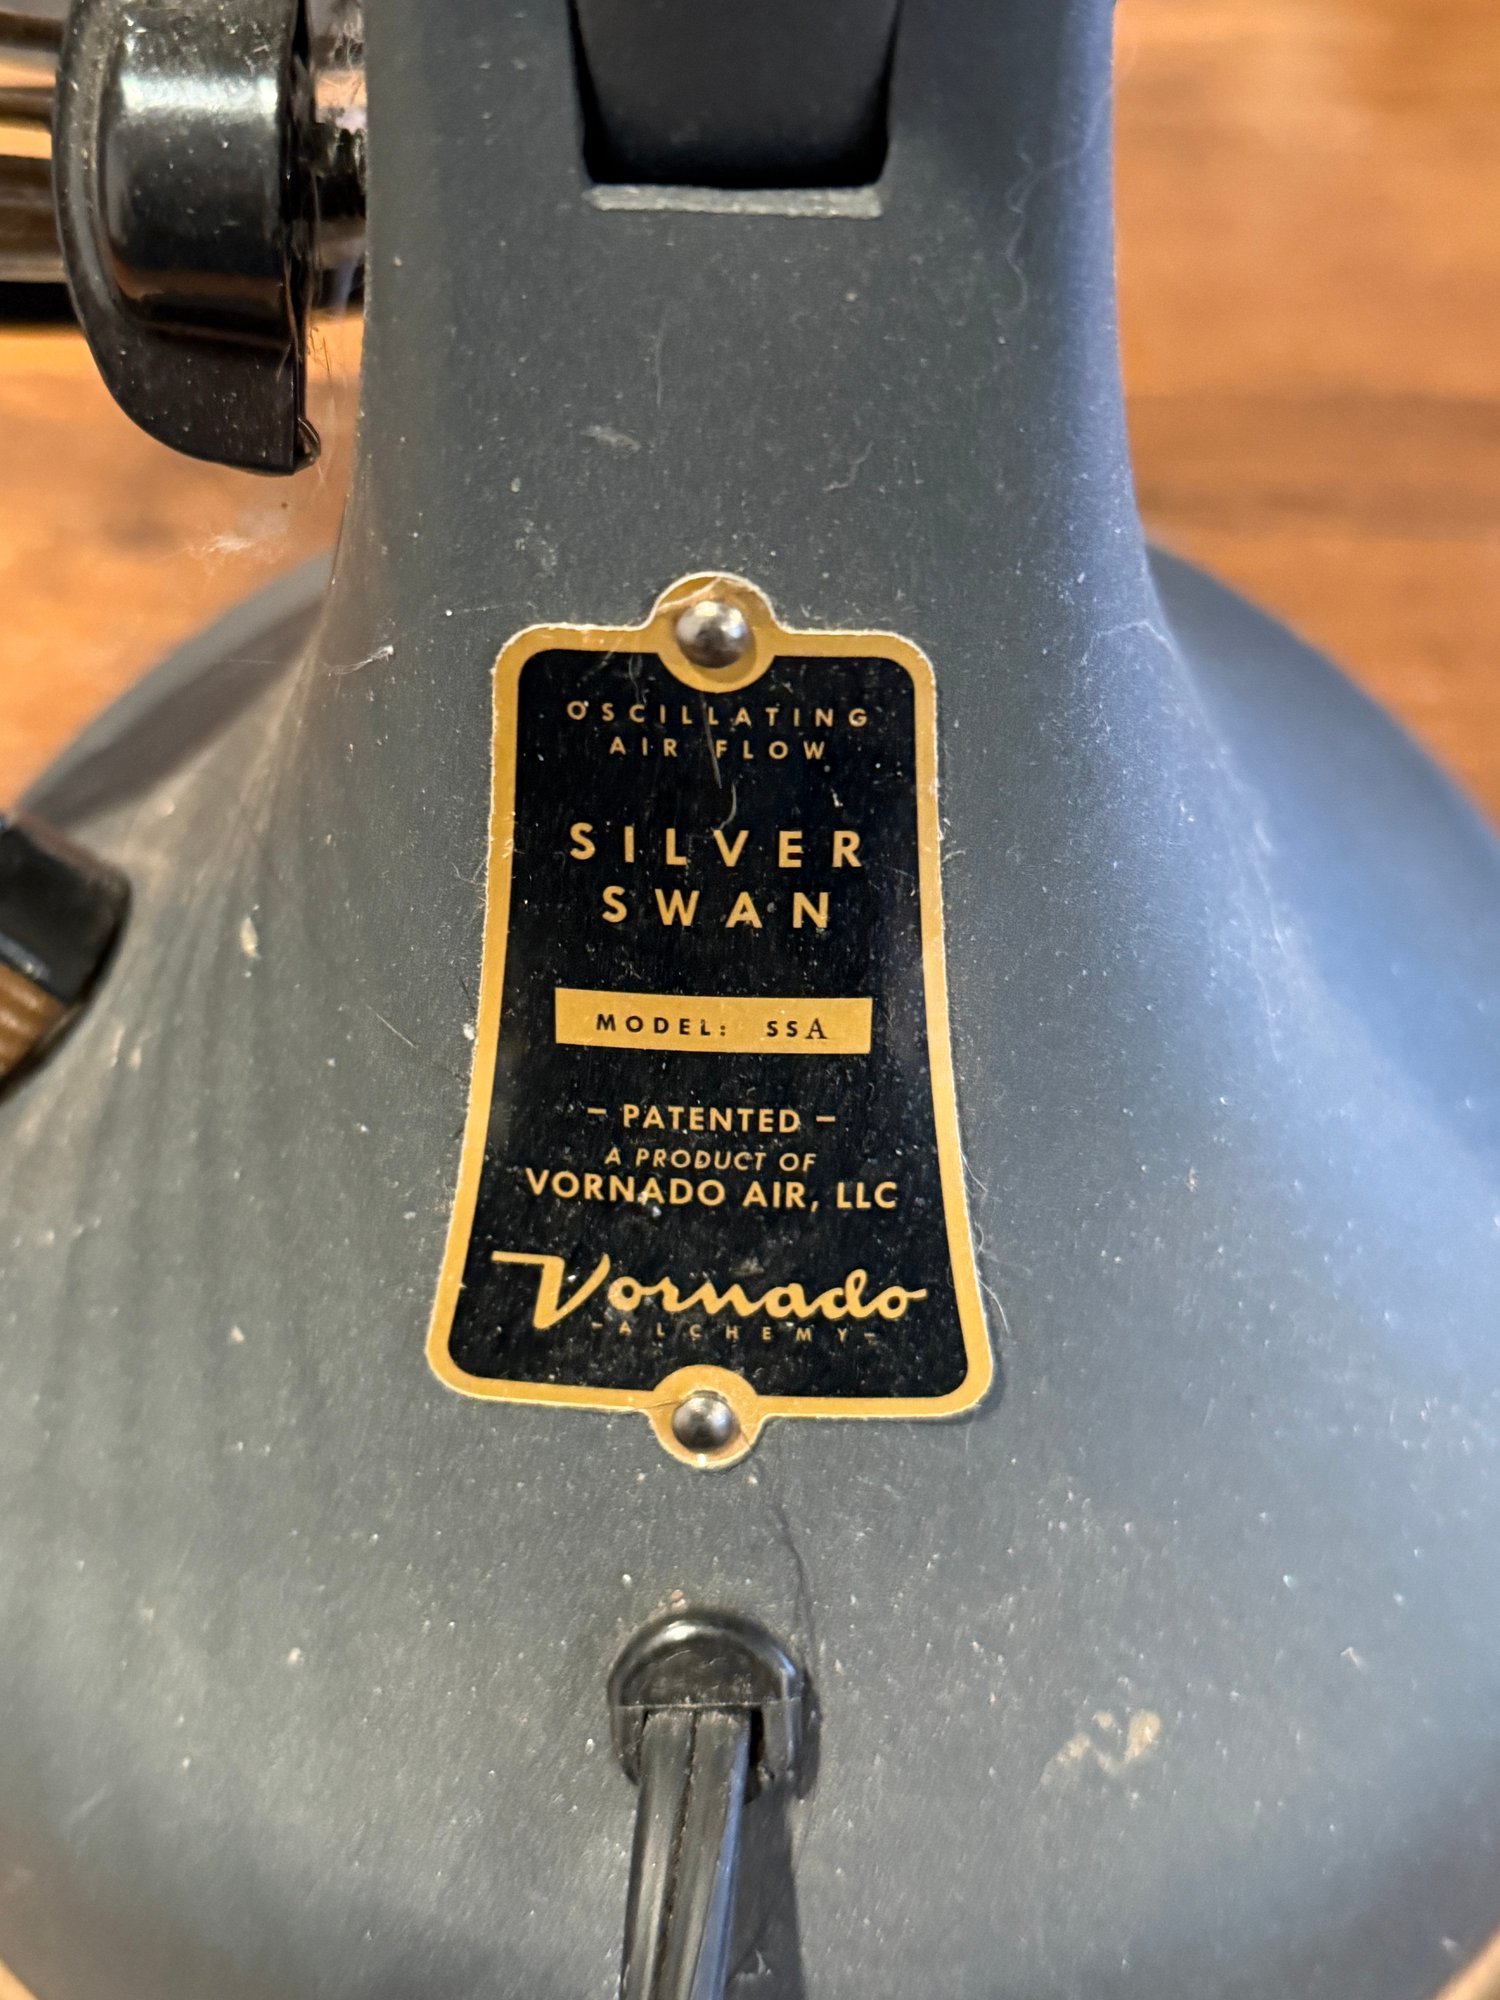 OSCILLATING
AIR FLOW
SILVER
SWAN
MODEL: SSA
– PATENTED –
A PRODUCT OF
VORNADO AIR, LLC
Vornado
- ALCHEMY -